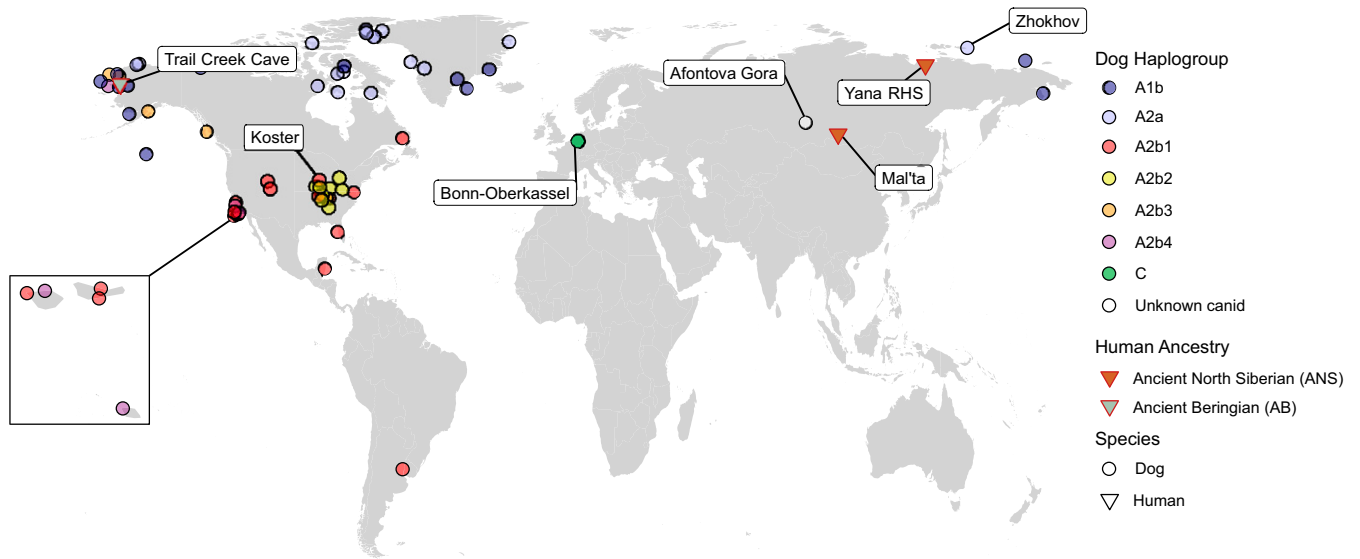 Zhokhov
Trail Creek Cave
Afontova Gora
Yana RHS
Koster
Mal'ta
Bonn-Oberkassel
Dog Haplogroup
A1b
A2a
A2b1
A2b2
A2b3
A2b4
C
Unknown canid
Human Ancestry
Ancient North Siberian (ANS)
Ancient Beringian (AB)
Species
Dog
Human